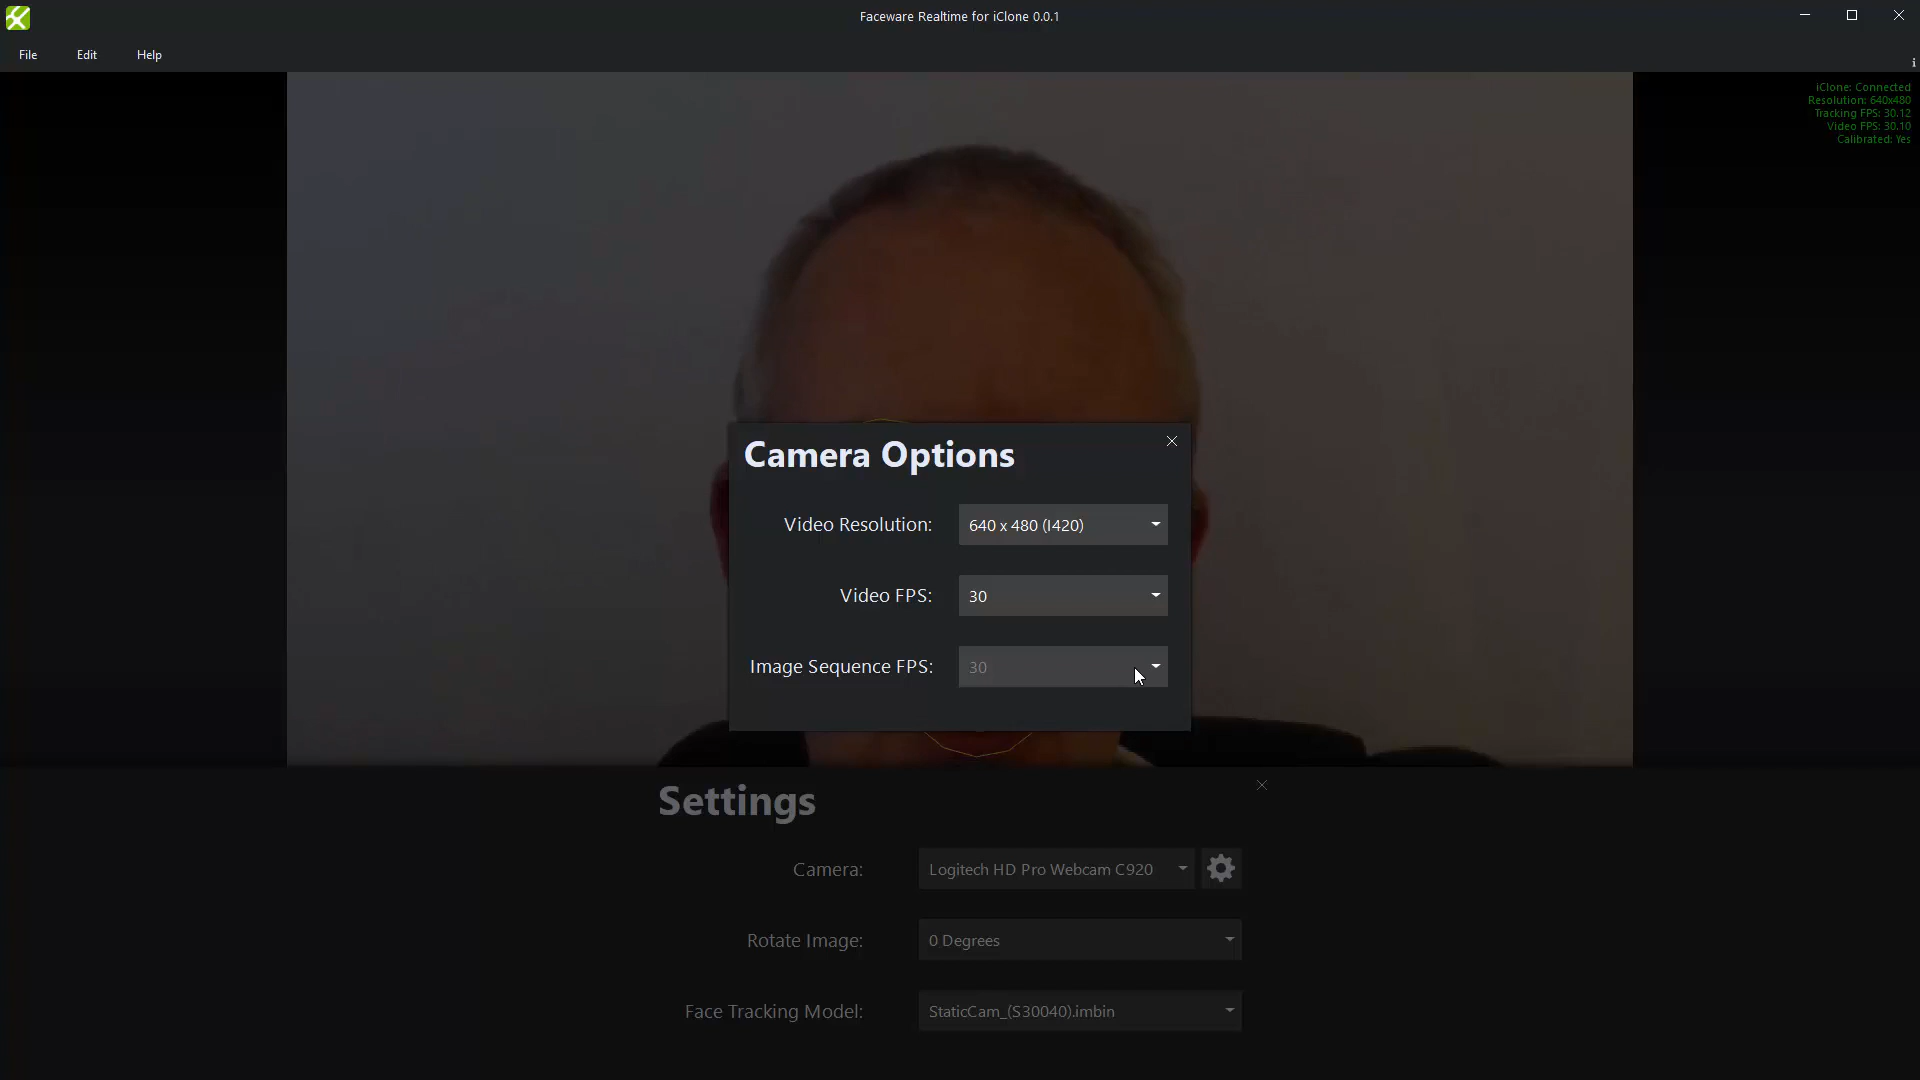 Faceware Realtime for iClone 0.0.1
File Edit Help
i
iClone: Connected
Resolution: 640x480
Tracking FPS: 30.12
Video FPS: 30.10
Calibrated: Yes
Camera Options
Video Resolution: 640 x 480 (I420)
Video FPS: 30
Image Sequence FPS: 30
Settings
Camera: Logitech HD Pro Webcam C920
Rotate Image: 0 Degrees
Face Tracking Model: StaticCam_(S30040).imbin